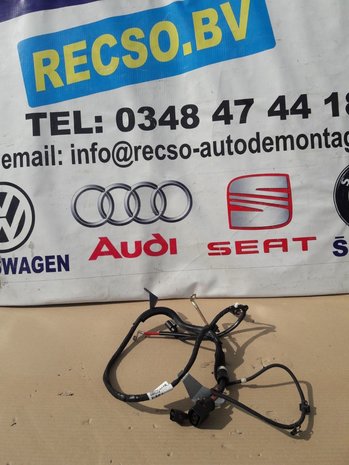 RECSO.BV
TEL: 0348 47 44 18
email: info@recso-autodemontag
Audi
SEAT
SWAGEN
Š